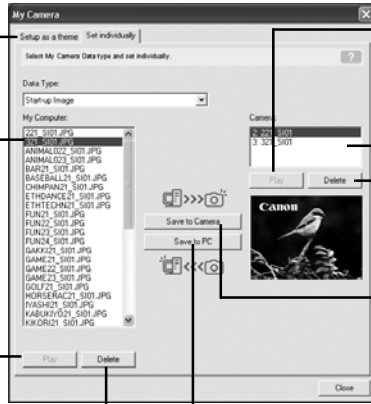 My Camera
Setup as a theme Set individually
Select My Camera Data type and set individually.
?
Data Type:
Start-up Image
My Computer:
Camera:
221_SI01.JPG
321_SI01.JPG
ANIMAL022_SI01.JPG
ANIMAL023_SI01.JPG
BAR21_SI01.JPG
BASEBALL21_SI01.JPG
CHIMPAN21_SI01.JPG
ETHDANCE21_SI01.JPG
ETHTECHN21_SI01.JPG
FUN21_SI01.JPG
FUN22_SI01.JPG
FUN23_SI01.JPG
FUN24_SI01.JPG
GAKKI21_SI01.JPG
GAME21_SI01.JPG
GAME22_SI01.JPG
GAME23_SI01.JPG
GOLF21_SI01.JPG
HORSERAC21_SI01.JPG
IYASHI21_SI01.JPG
KABUKIYO21_SI01.JPG
KIKORI21_SI01.JPG
2: 221_SI01
3: 321_SI01
Play Delete
>>>
Save to Camera
Save to PC
<<<
Canon
Play Delete
Close